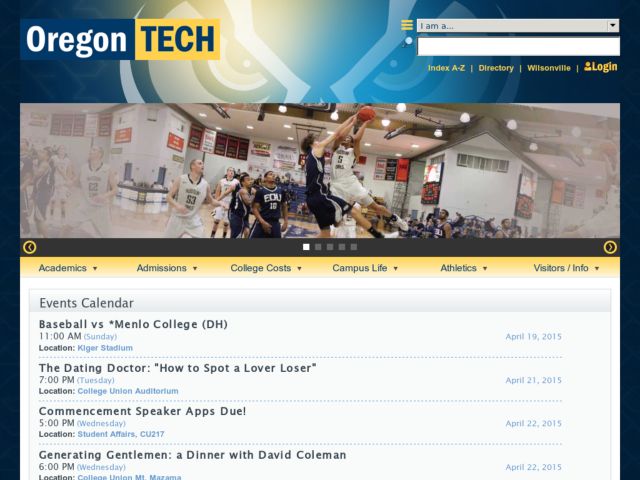 Oregon TECH
I am a...
Index A-Z | Directory | Wilsonville | Login
53
EOU
10
5
Academics ▼ Admissions ▼ College Costs ▼ Campus Life ▼ Athletics ▼ Visitors / Info ▼
Events Calendar
Baseball vs *Menlo College (DH)
11:00 AM (Sunday) April 19, 2015
Location: Kiger Stadium
The Dating Doctor: "How to Spot a Lover Loser"
7:00 PM (Tuesday) April 21, 2015
Location: College Union Auditorium
Commencement Speaker Apps Due!
5:00 PM (Wednesday) April 22, 2015
Location: Student Affairs, CU217
Generating Gentlemen: a Dinner with David Coleman
6:00 PM (Wednesday) April 22, 2015
Location: College Union Mt. Mazama